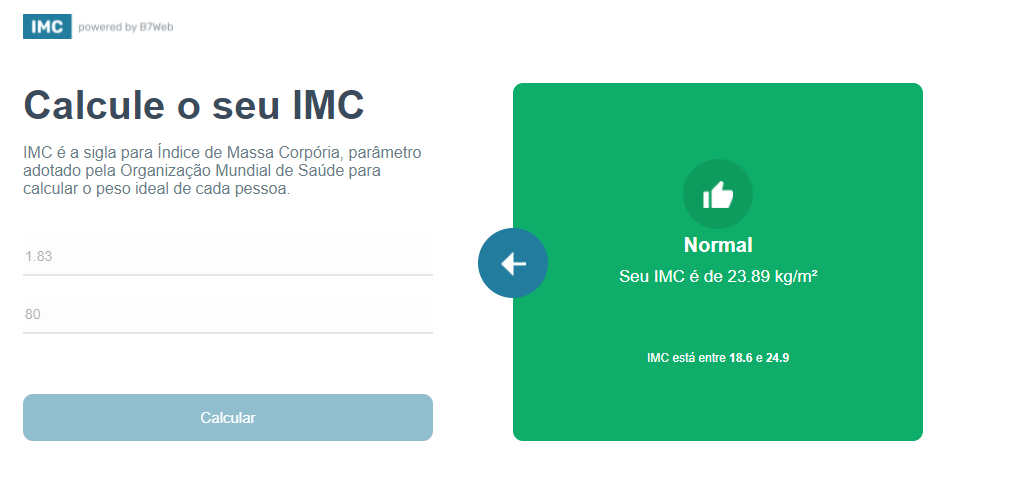 IMC powered by B7Web
Calcule o seu IMC
IMC é a sigla para Índice de Massa Corpória, parâmetro
adotado pela Organização Mundial de Saúde para
calcular o peso ideal de cada pessoa.
1.83
80
Calcular
Normal
Seu IMC é de 23.89 kg/m²
IMC está entre 18.6 e 24.9